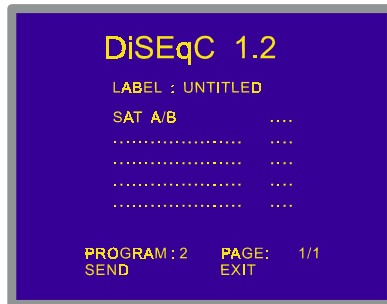 DiSEqC 1.2
LABEL : UNTITLED
SAT A/B ....
..................... ....
..................... ....
..................... ....
..................... ....
PROGRAM : 2 PAGE: 1/1
SEND EXIT